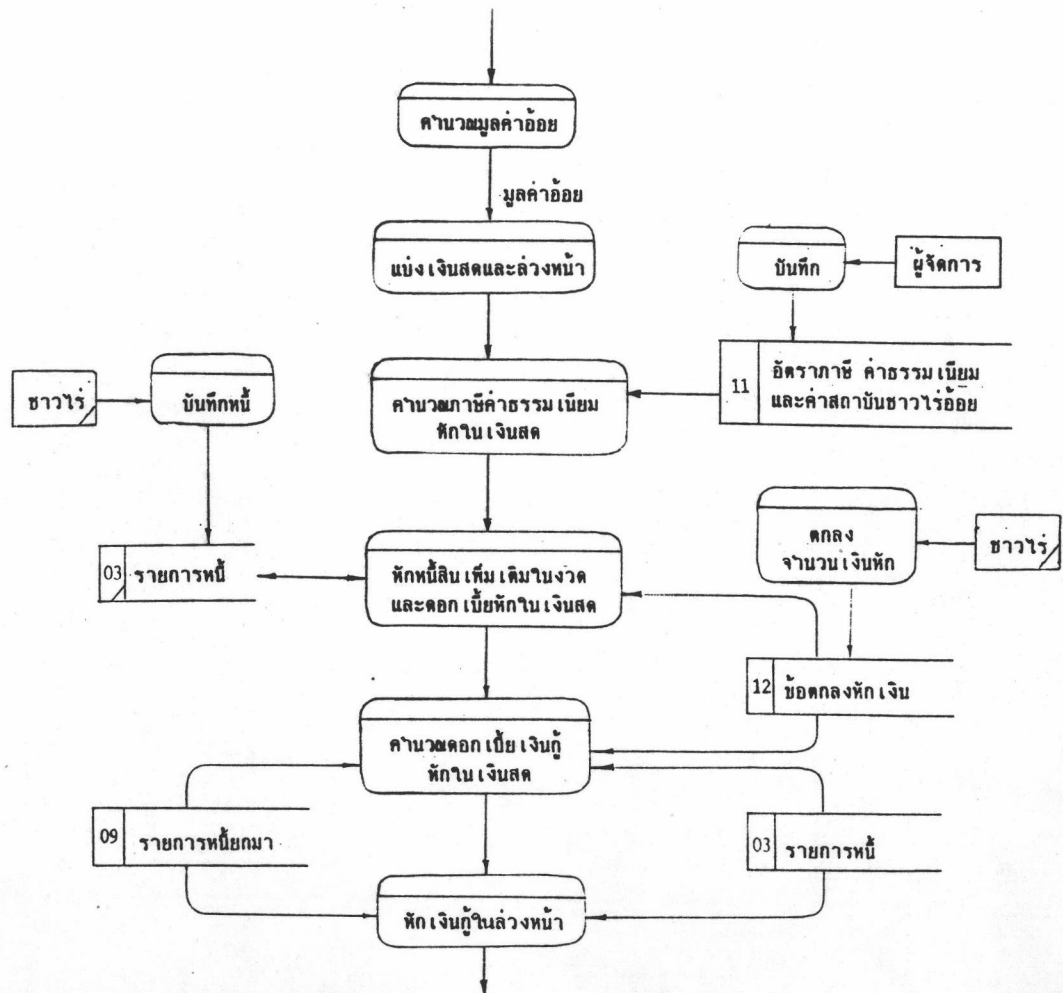 คำนวณมูลค่าอ้อย
มูลค่าอ้อย
แบ่งเงินสดและล่วงหน้า
บันทึก
ผู้จัดการ
11
อัตราภาษี ค่าธรรมเนียม
และค่าสถาบันชาวไร่อ้อย
ชาวไร่
บันทึกหนี้
คำนวณภาษีค่าธรรมเนียม
หักในเงินสด
ตกลง
จำนวนเงินหัก
ชาวไร่
03
รายการหนี้
หักหนี้สินเพิ่มเติมในงวด
และดอกเบี้ยหักในเงินสด
12
ข้อตกลงหักเงิน
คำนวณดอกเบี้ยเงินกู้
หักในเงินสด
09
รายการหนี้ยกมา
03
รายการหนี้
หักเงินกู้ในล่วงหน้า